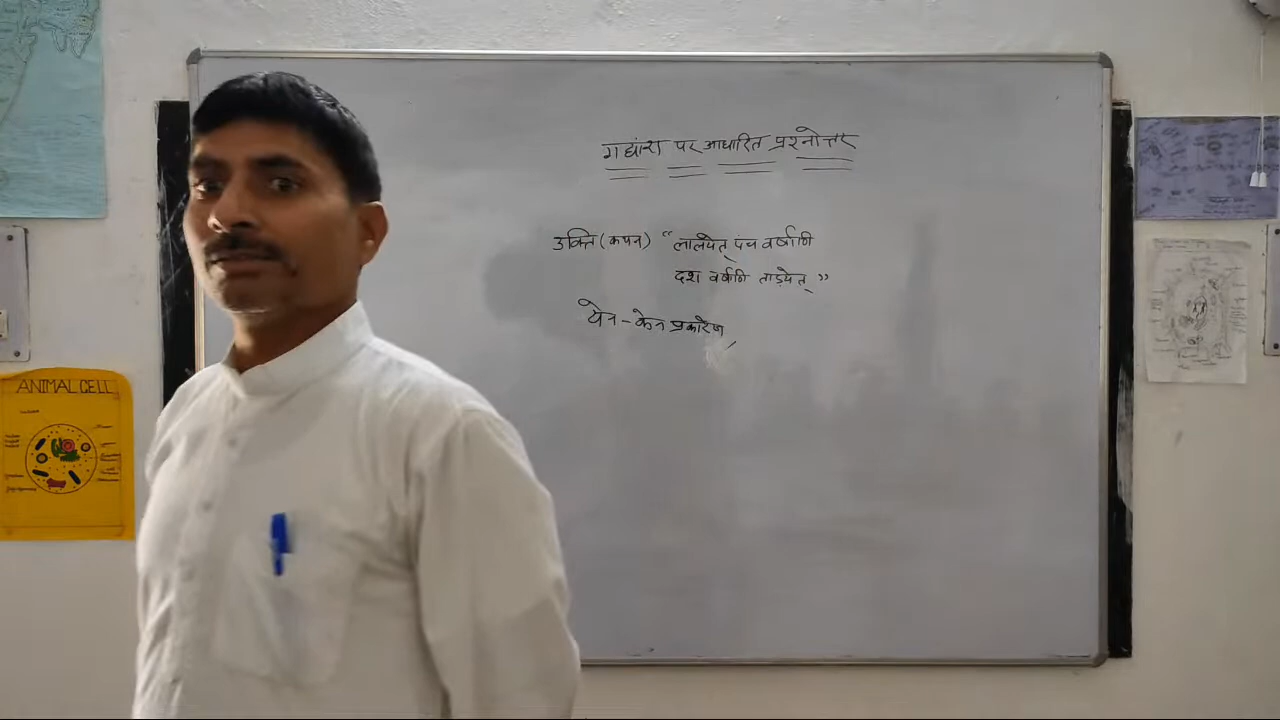 गद्यांश पर आधारित प्रश्नोत्तर
उक्ति (कथन) “लालयेत् पंच वर्षाणि
दश वर्षाणि ताड़येत् ”
येन - केन प्रकारेण
ANIMAL CELL